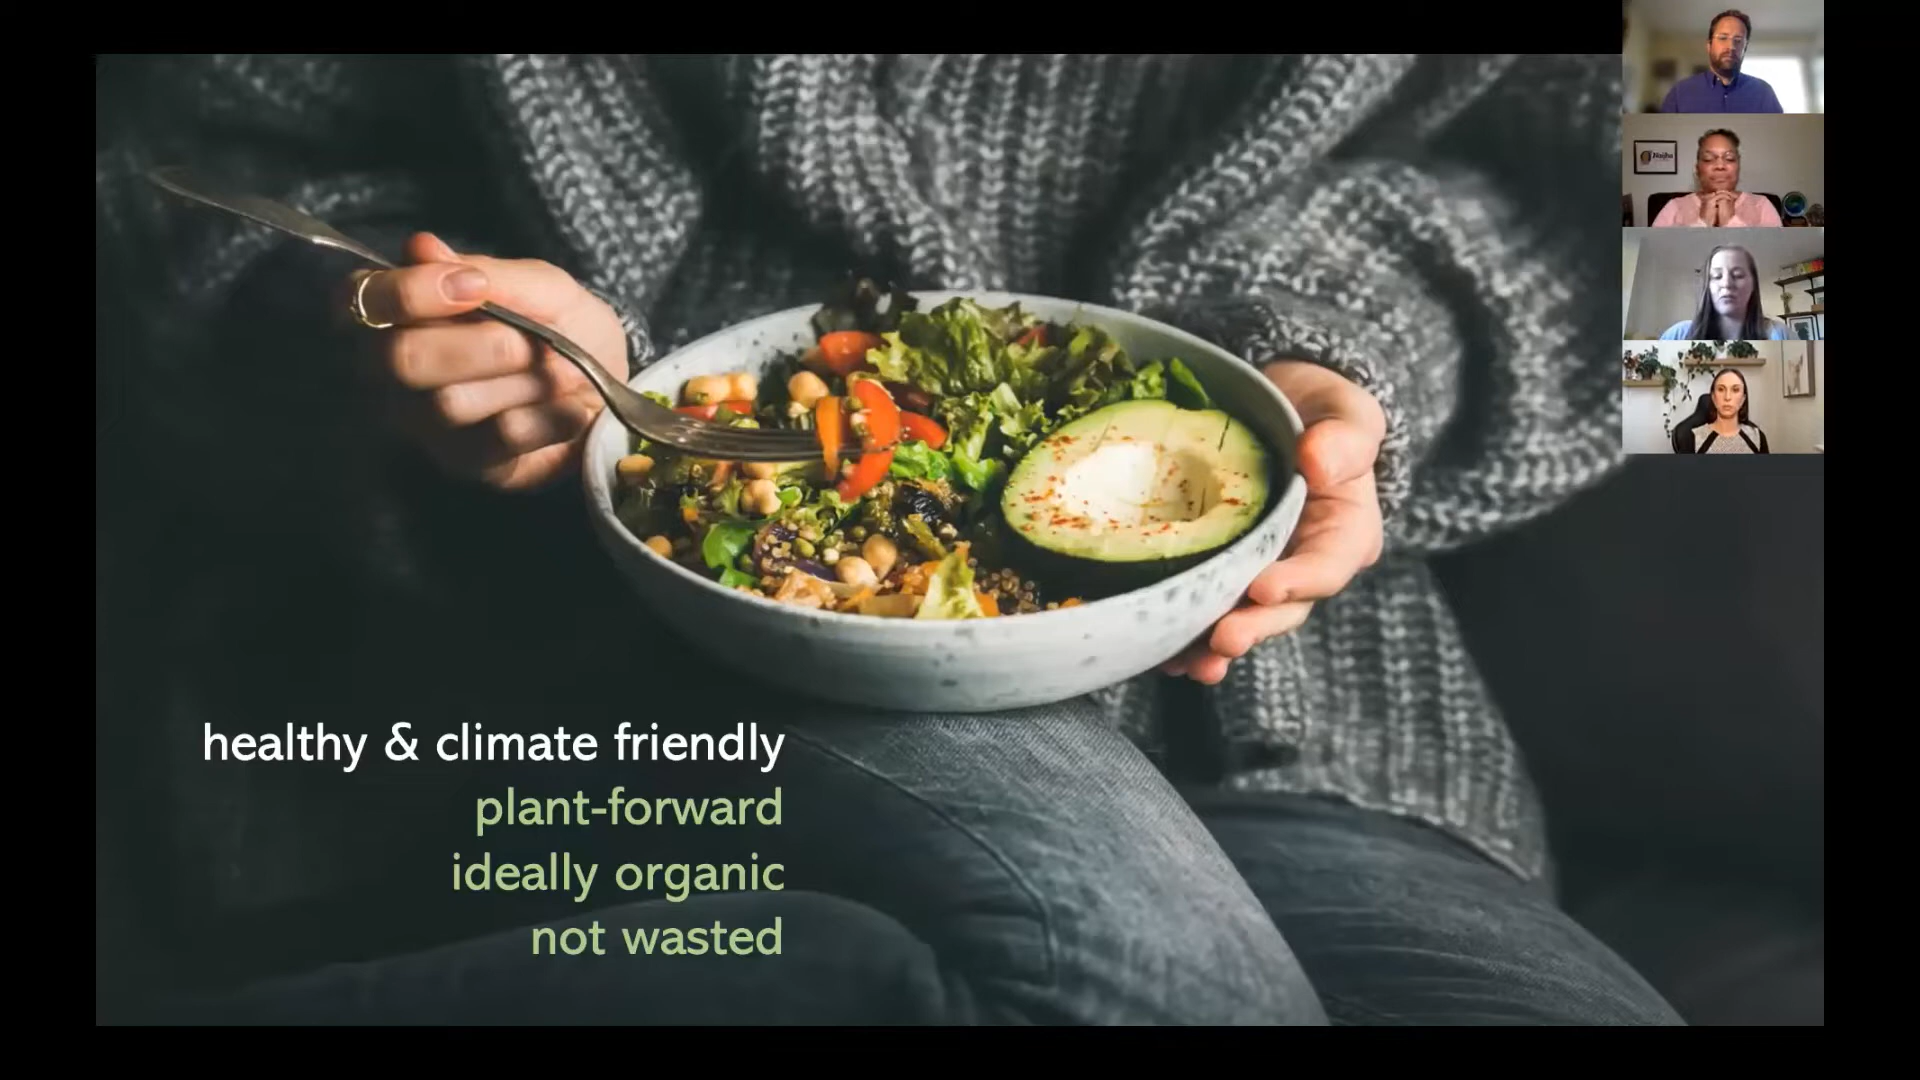 healthy & climate friendly
plant-forward
ideally organic
not wasted